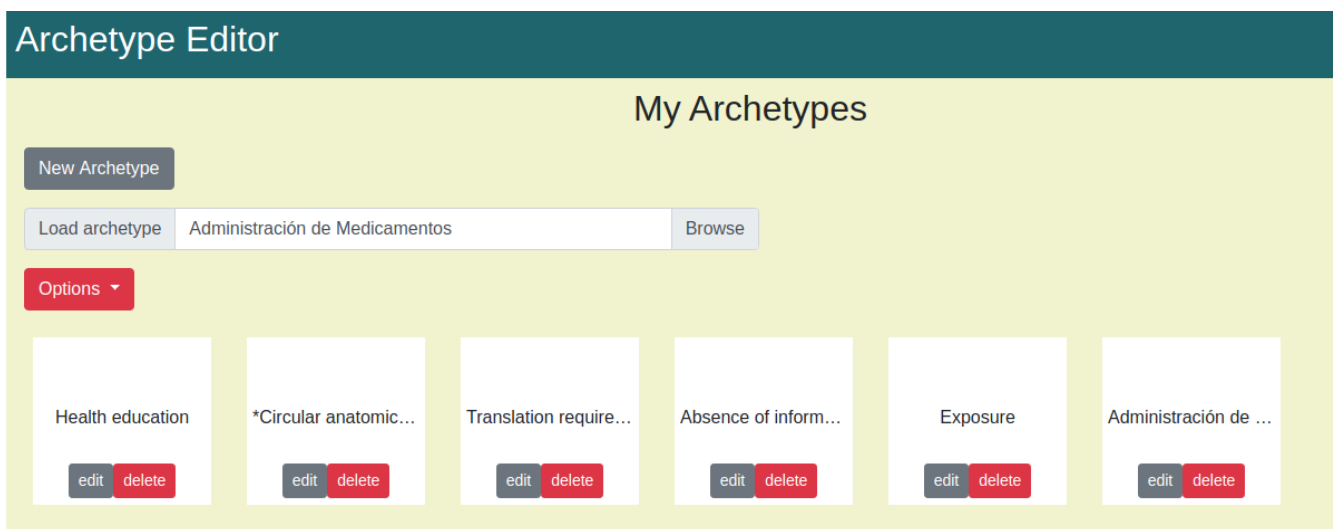 Archetype Editor
My Archetypes
New Archetype
Load archetype Administración de Medicamentos Browse
Options
Health education *Circular anatomic… Translation require… Absence of inform… Exposure Administración de …
edit delete edit delete edit delete edit delete edit delete edit delete